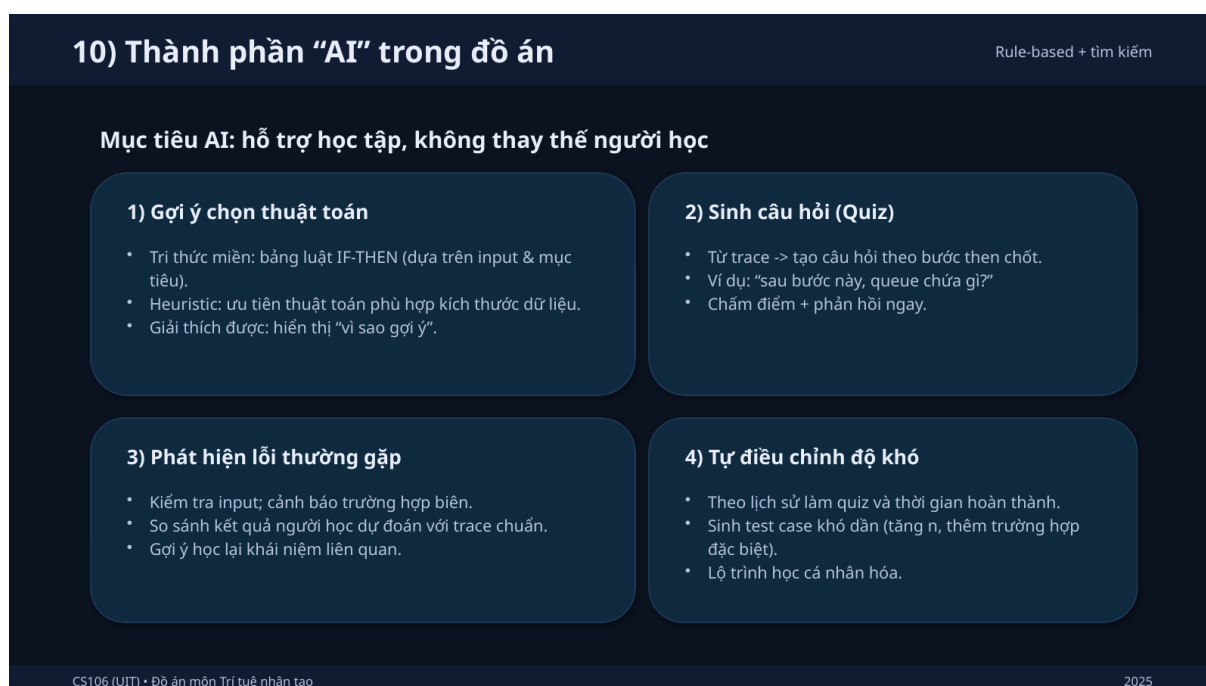 10) Thành phần “AI” trong đồ án
Rule-based + tìm kiếm
Mục tiêu AI: hỗ trợ học tập, không thay thế người học
1) Gợi ý chọn thuật toán
• Tri thức miền: bảng luật IF-THEN (dựa trên input & mục
tiêu).
• Heuristic: ưu tiên thuật toán phù hợp kích thước dữ liệu.
• Giải thích được: hiển thị “vì sao gợi ý”.
2) Sinh câu hỏi (Quiz)
• Từ trace -> tạo câu hỏi theo bước then chốt.
• Ví dụ: “sau bước này, queue chứa gì?”
• Chấm điểm + phản hồi ngay.
3) Phát hiện lỗi thường gặp
• Kiểm tra input; cảnh báo trường hợp biên.
• So sánh kết quả người học dự đoán với trace chuẩn.
• Gợi ý học lại khái niệm liên quan.
4) Tự điều chỉnh độ khó
• Theo lịch sử làm quiz và thời gian hoàn thành.
• Sinh test case khó dần (tăng n, thêm trường hợp
đặc biệt).
• Lộ trình học cá nhân hóa.
CS106 (UIT) • Đồ án môn Trí tuệ nhân tạo
2025